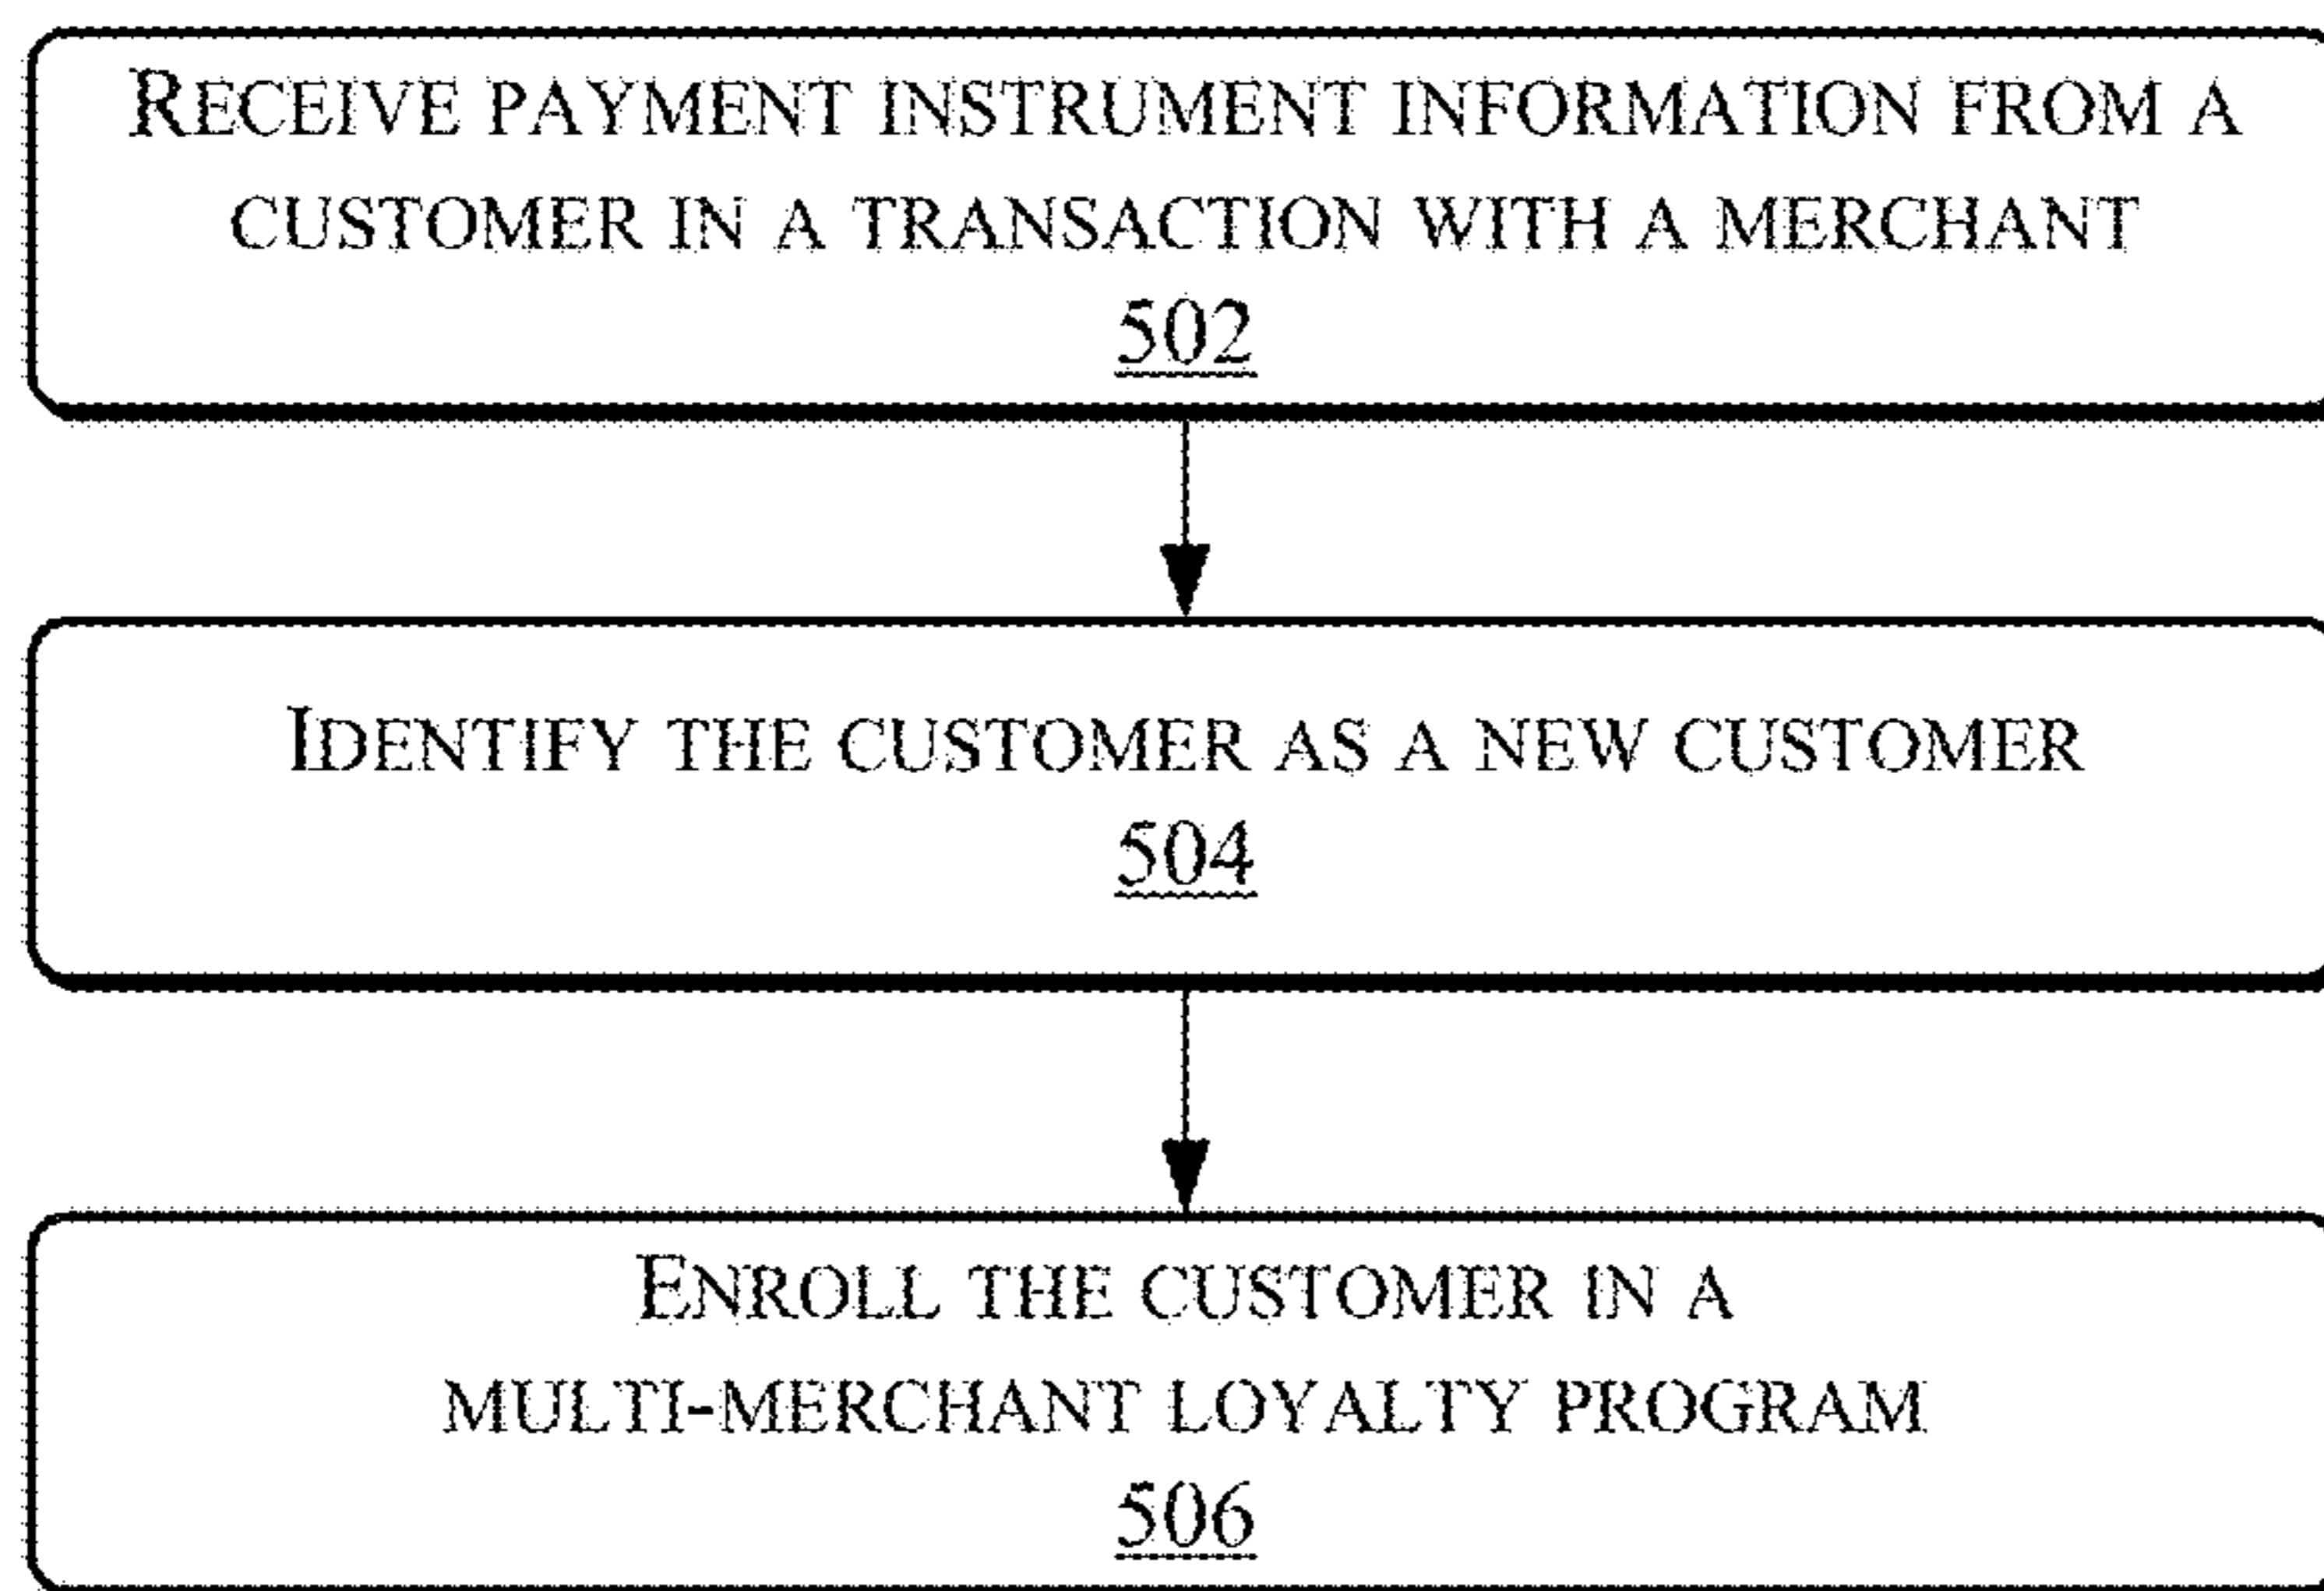 RECEIVE PAYMENT INSTRUMENT INFORMATION FROM A
CUSTOMER IN A TRANSACTION WITH A MERCHANT
502
IDENTIFY THE CUSTOMER AS A NEW CUSTOMER
504
ENROLL THE CUSTOMER IN A
MULTI-MERCHANT LOYALTY PROGRAM
506